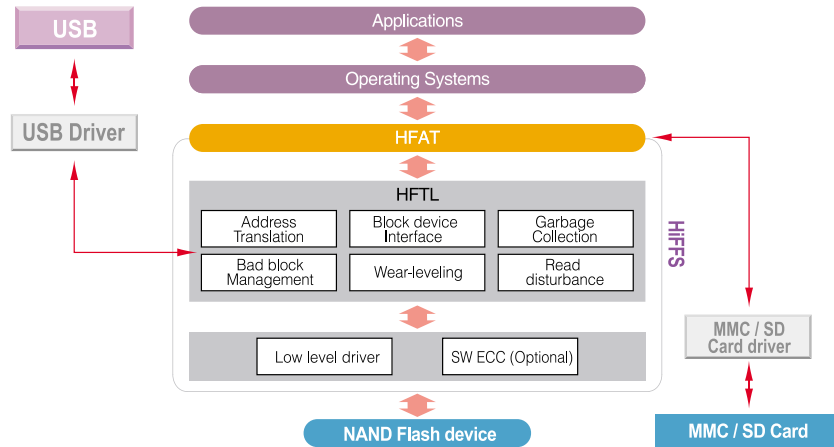 USB
Applications
Operating Systems
USB Driver
HFAT
HFTL
Address
Translation
Block device
Interface
Garbage
Collection
Bad block
Management
Wear-leveling
Read
disturbance
HiFFS
Low level driver
SW ECC (Optional)
MMC / SD
Card driver
NAND Flash device
MMC / SD Card